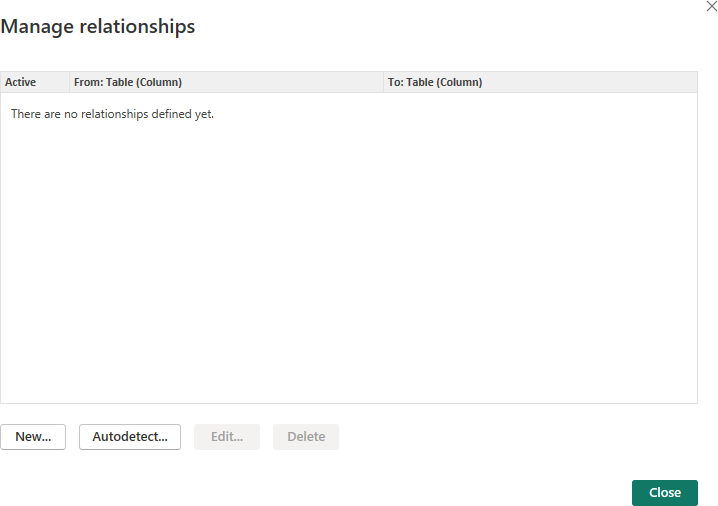 Manage relationships
Active From: Table (Column) To: Table (Column)
There are no relationships defined yet.
New... Autodetect... Edit... Delete
Close